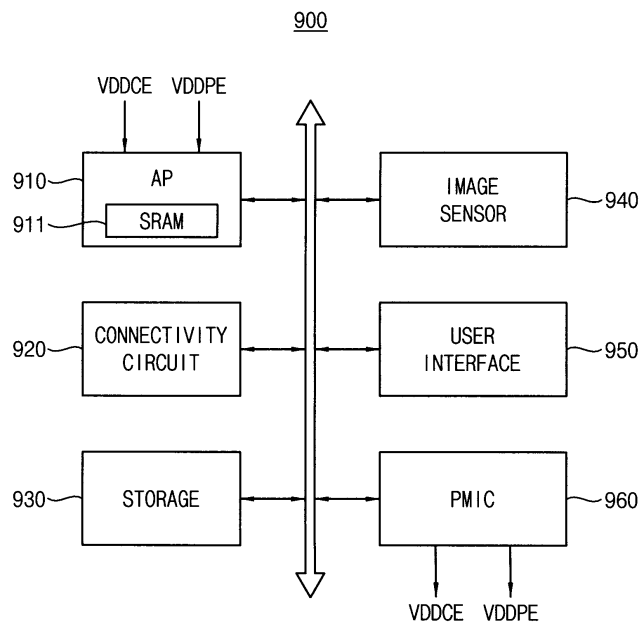 900
VDDCE VDDPE
910
AP
911
SRAM
IMAGE
SENSOR
940
920
CONNECTIVITY
CIRCUIT
USER
INTERFACE
950
930
STORAGE
PMIC
960
VDDCE VDDPE